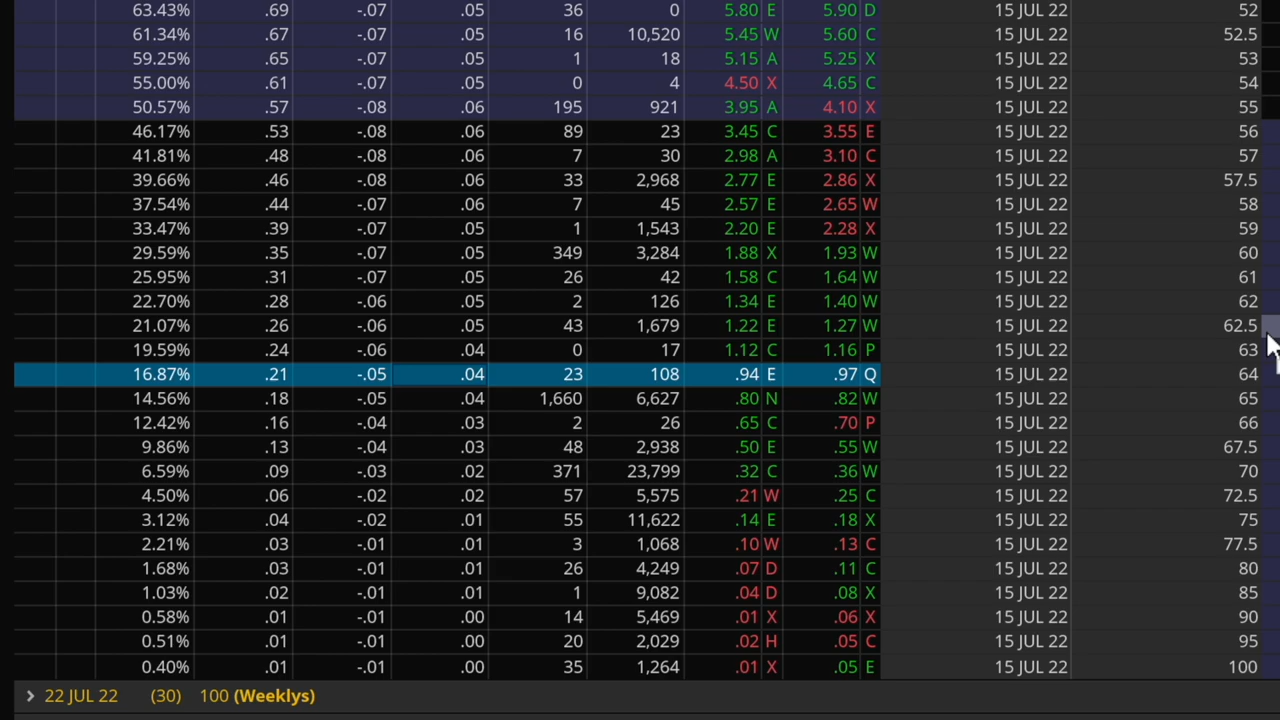 63.43% .69 -.07 .05 36 0 5.80 E 5.90 D 15 JUL 22 52
61.34% .67 -.07 .05 16 10,520 5.45 W 5.60 C 15 JUL 22 52.5
59.25% .65 -.07 .05 1 18 5.15 A 5.25 X 15 JUL 22 53
55.00% .61 -.07 .05 0 4 4.50 X 4.65 C 15 JUL 22 54
50.57% .57 -.08 .06 195 921 3.95 A 4.10 X 15 JUL 22 55
46.17% .53 -.08 .06 89 23 3.45 C 3.55 E 15 JUL 22 56
41.81% .48 -.08 .06 7 30 2.98 A 3.10 C 15 JUL 22 57
39.66% .46 -.08 .06 33 2,968 2.77 E 2.86 X 15 JUL 22 57.5
37.54% .44 -.07 .06 7 45 2.57 E 2.65 W 15 JUL 22 58
33.47% .39 -.07 .05 1 1,543 2.20 E 2.28 X 15 JUL 22 59
29.59% .35 -.07 .05 349 3,284 1.88 X 1.93 W 15 JUL 22 60
25.95% .31 -.07 .05 26 42 1.58 C 1.64 W 15 JUL 22 61
22.70% .28 -.06 .05 2 126 1.34 E 1.40 W 15 JUL 22 62
21.07% .26 -.06 .05 43 1,679 1.22 E 1.27 W 15 JUL 22 62.5
19.59% .24 -.06 .04 0 17 1.12 C 1.16 P 15 JUL 22 63
16.87% .21 -.05 .04 23 108 .94 E .97 Q 15 JUL 22 64
14.56% .18 -.05 .04 1,660 6,627 .80 N .82 W 15 JUL 22 65
12.42% .16 -.04 .03 2 26 .65 C .70 P 15 JUL 22 66
9.86% .13 -.04 .03 48 2,938 .50 E .55 W 15 JUL 22 67.5
6.59% .09 -.03 .02 371 23,799 .32 C .36 W 15 JUL 22 70
4.50% .06 -.02 .02 57 5,575 .21 W .25 C 15 JUL 22 72.5
3.12% .04 -.02 .01 55 11,622 .14 E .18 X 15 JUL 22 75
2.21% .03 -.01 .01 3 1,068 .10 W .13 C 15 JUL 22 77.5
1.68% .03 -.01 .01 26 4,249 .07 D .11 C 15 JUL 22 80
1.03% .02 -.01 .01 1 9,082 .04 D .08 X 15 JUL 22 85
0.58% .01 -.01 .00 14 5,469 .01 X .06 X 15 JUL 22 90
0.51% .01 -.01 .00 20 2,029 .02 H .05 C 15 JUL 22 95
0.40% .01 -.01 .00 35 1,264 .01 X .05 E 15 JUL 22 100
22 JUL 22 (30) 100 (Weeklys)